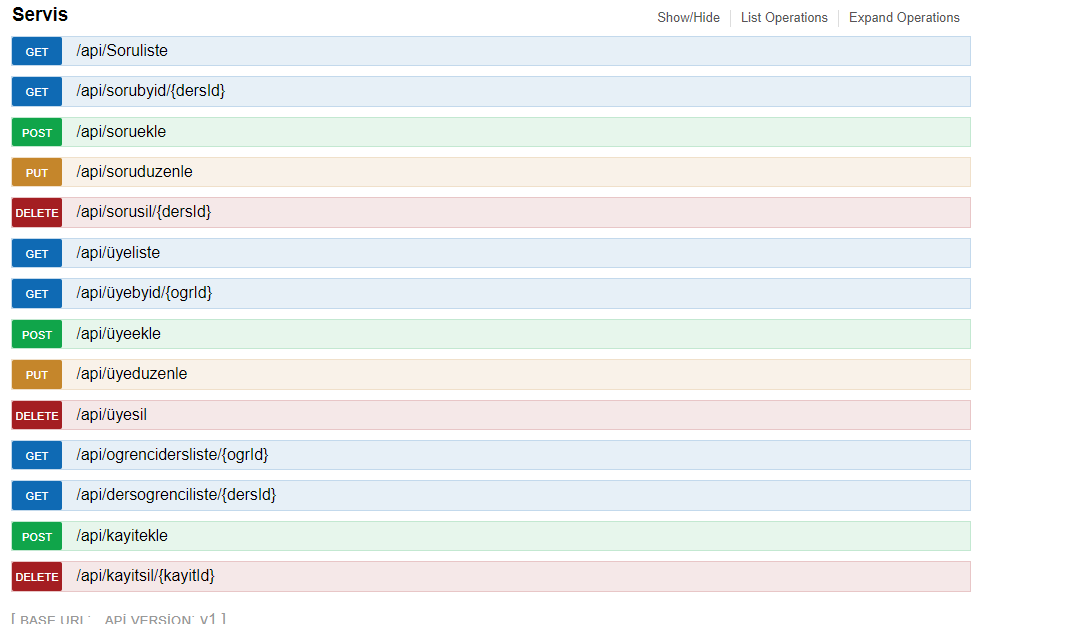 Servis
Show/Hide List Operations Expand Operations
GET /api/Soruliste
GET /api/sorubyid/{dersId}
POST /api/soruekle
PUT /api/soruduzenle
DELETE /api/sorusil/{dersId}
GET /api/üyeliste
GET /api/üyebyid/{ogrId}
POST /api/üyeekle
PUT /api/üyeduzenle
DELETE /api/üyesil
GET /api/ogrencidersliste/{ogrId}
GET /api/dersogrenciliste/{dersId}
POST /api/kayitekle
DELETE /api/kayitsil/{kayitId}
[ BASE URL: , APİ VERSİON: v1 ]